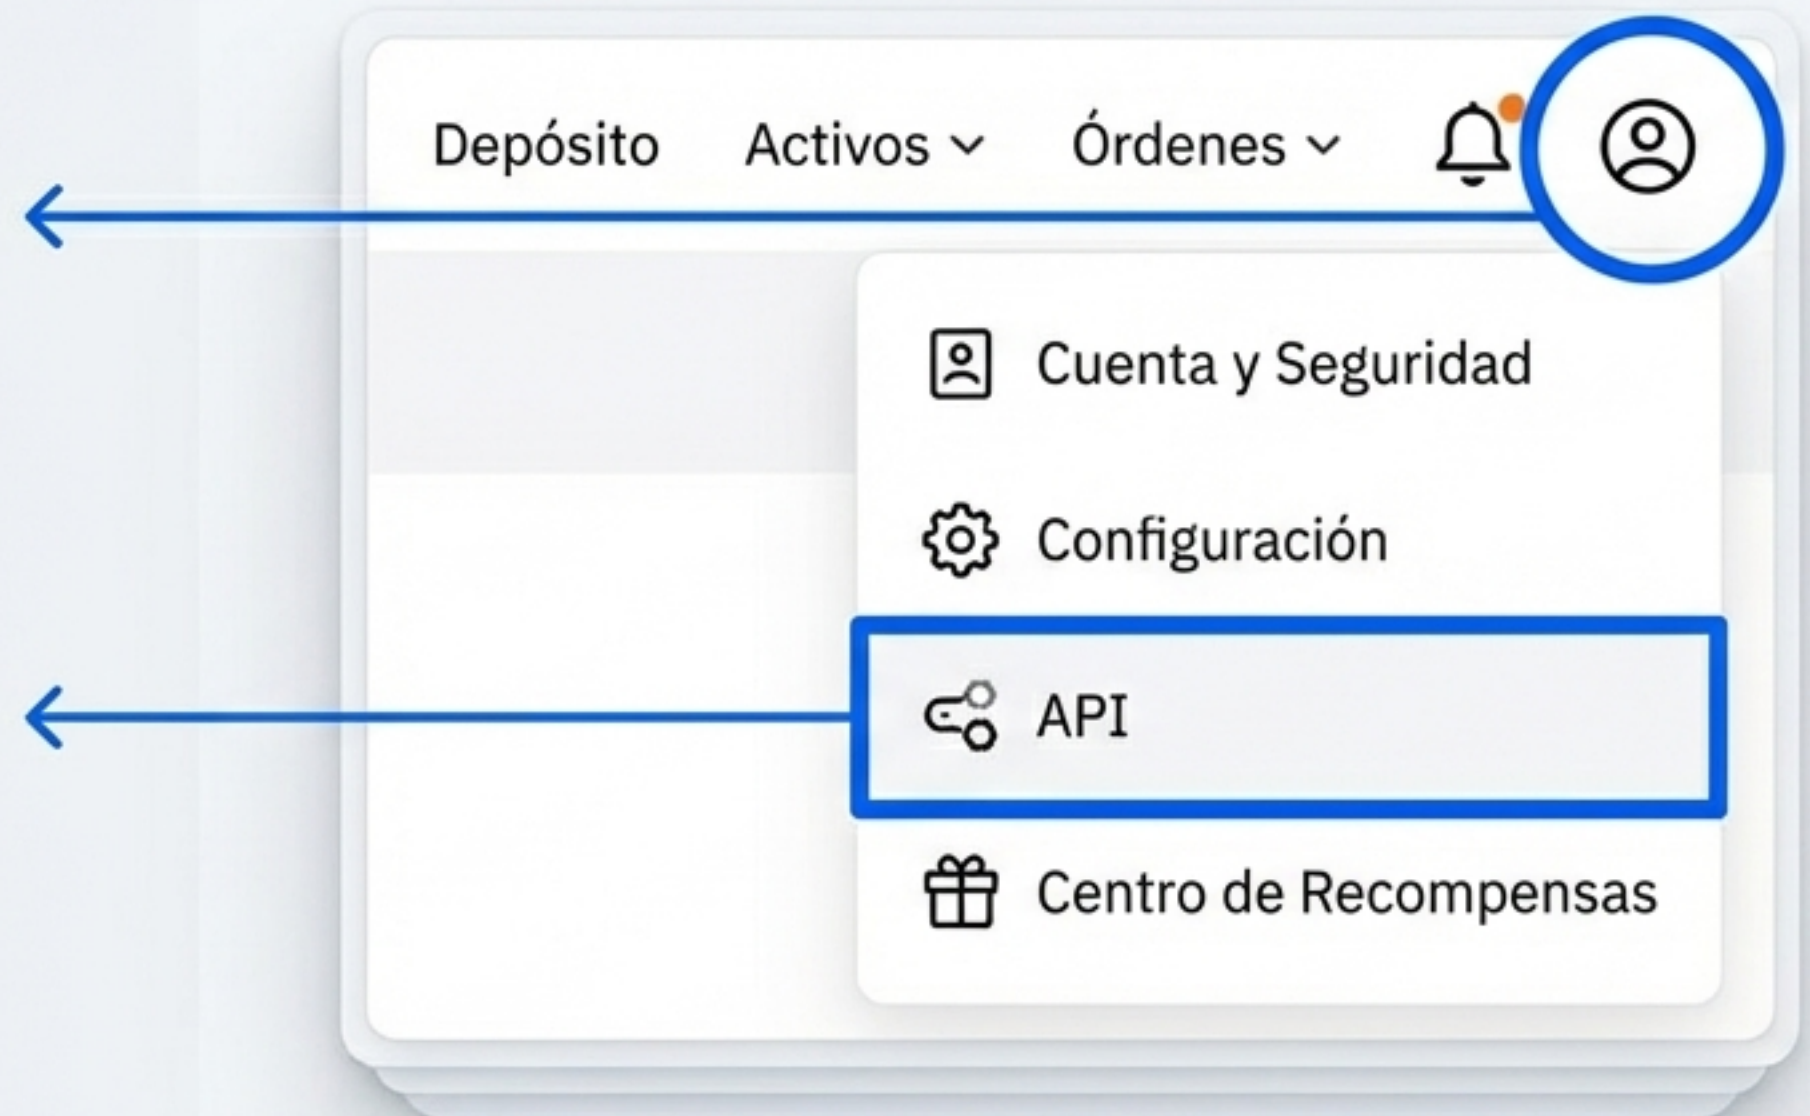 Depósito Activos Órdenes
Cuenta y Seguridad
Configuración
API
Centro de Recompensas